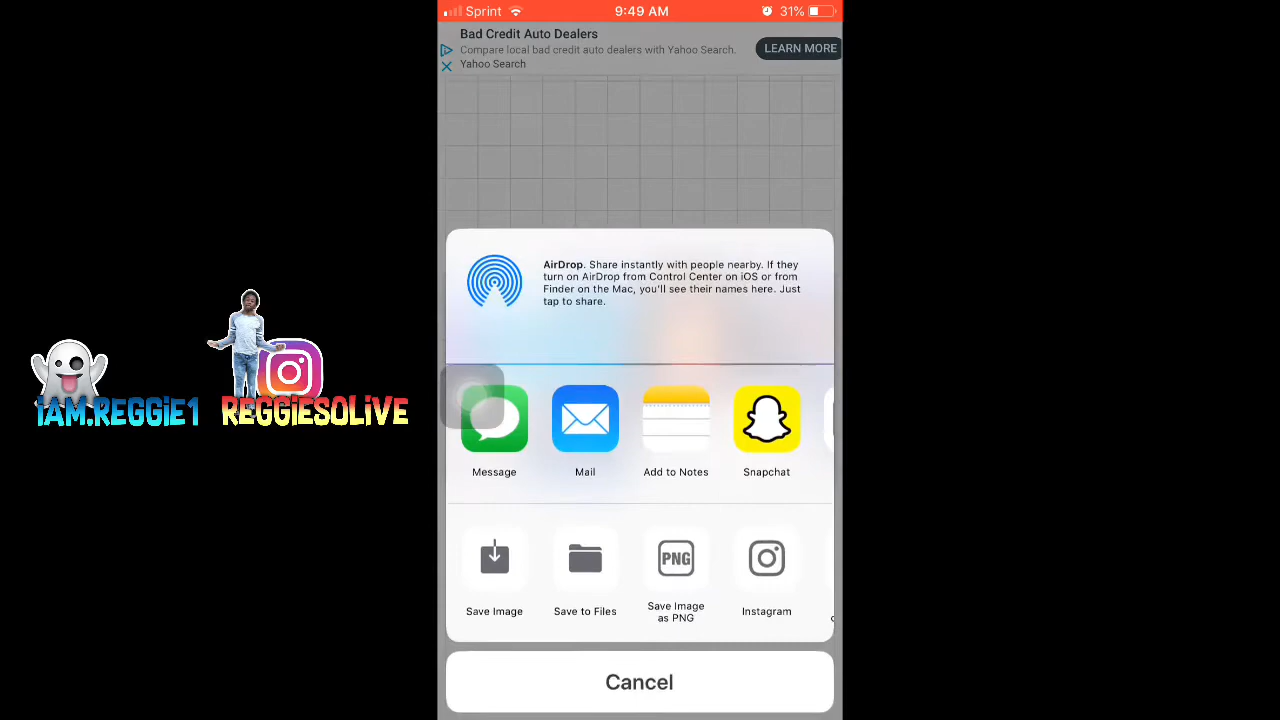 Sprint
9:49 AM
31%
Bad Credit Auto Dealers
Compare local bad credit auto dealers with Yahoo Search.
Yahoo Search
LEARN MORE
AirDrop. Share instantly with people nearby. If they
turn on AirDrop from Control Center on iOS or from
Finder on the Mac, you'll see their names here. Just
tap to share.
iAM.REGGiE1
REGGiESOLiVE
Message
Mail
Add to Notes
Snapchat
PNG
Save Image
Save to Files
Save Image
as PNG
Instagram
Cancel